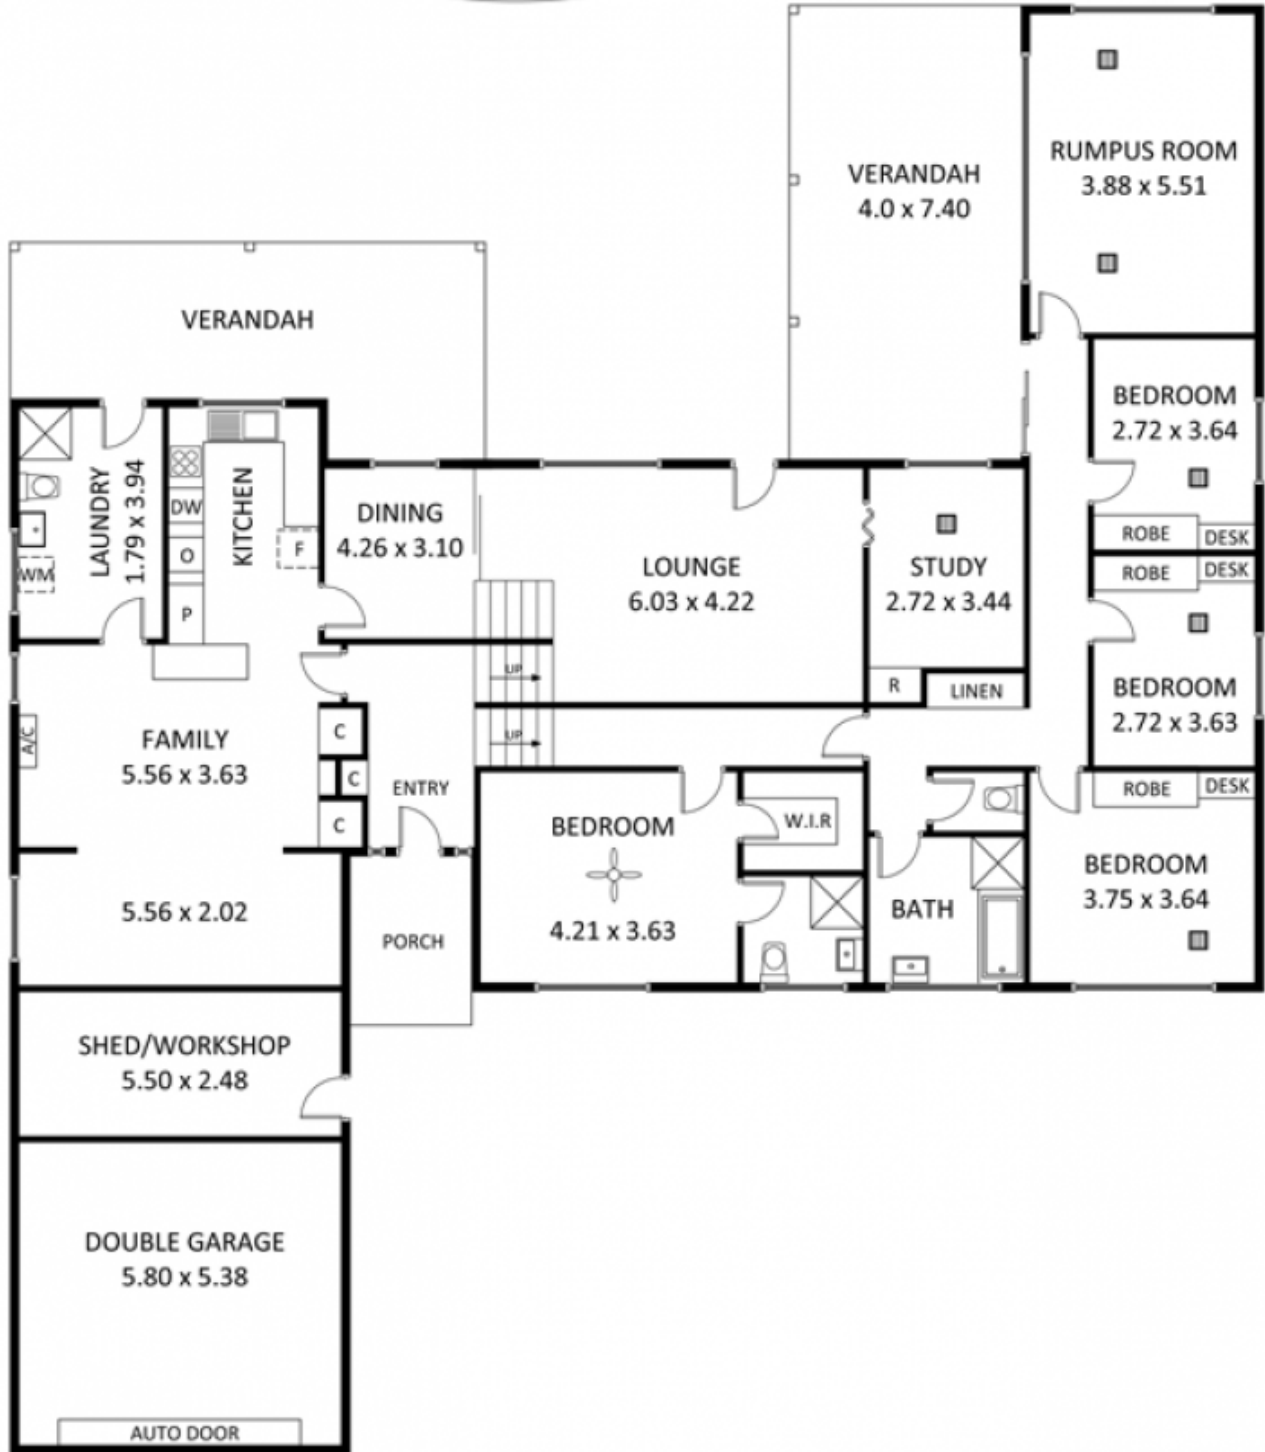 VERANDAH
4.0 x 7.40
RUMPUS ROOM
3.88 x 5.51
VERANDAH
LAUNDRY
1.79 x 3.94
WM
DW
O
P
KITCHEN
F
DINING
4.26 x 3.10
LOUNGE
6.03 x 4.22
STUDY
2.72 x 3.44
R
LINEN
BEDROOM
2.72 x 3.64
ROBE
DESK
ROBE
DESK
BEDROOM
2.72 x 3.63
UP
UP
A/C
FAMILY
5.56 x 3.63
C
C
C
ENTRY
BEDROOM
4.21 x 3.63
W.I.R
BATH
ROBE
DESK
BEDROOM
3.75 x 3.64
5.56 x 2.02
PORCH
SHED/WORKSHOP
5.50 x 2.48
DOUBLE GARAGE
5.80 x 5.38
AUTO DOOR